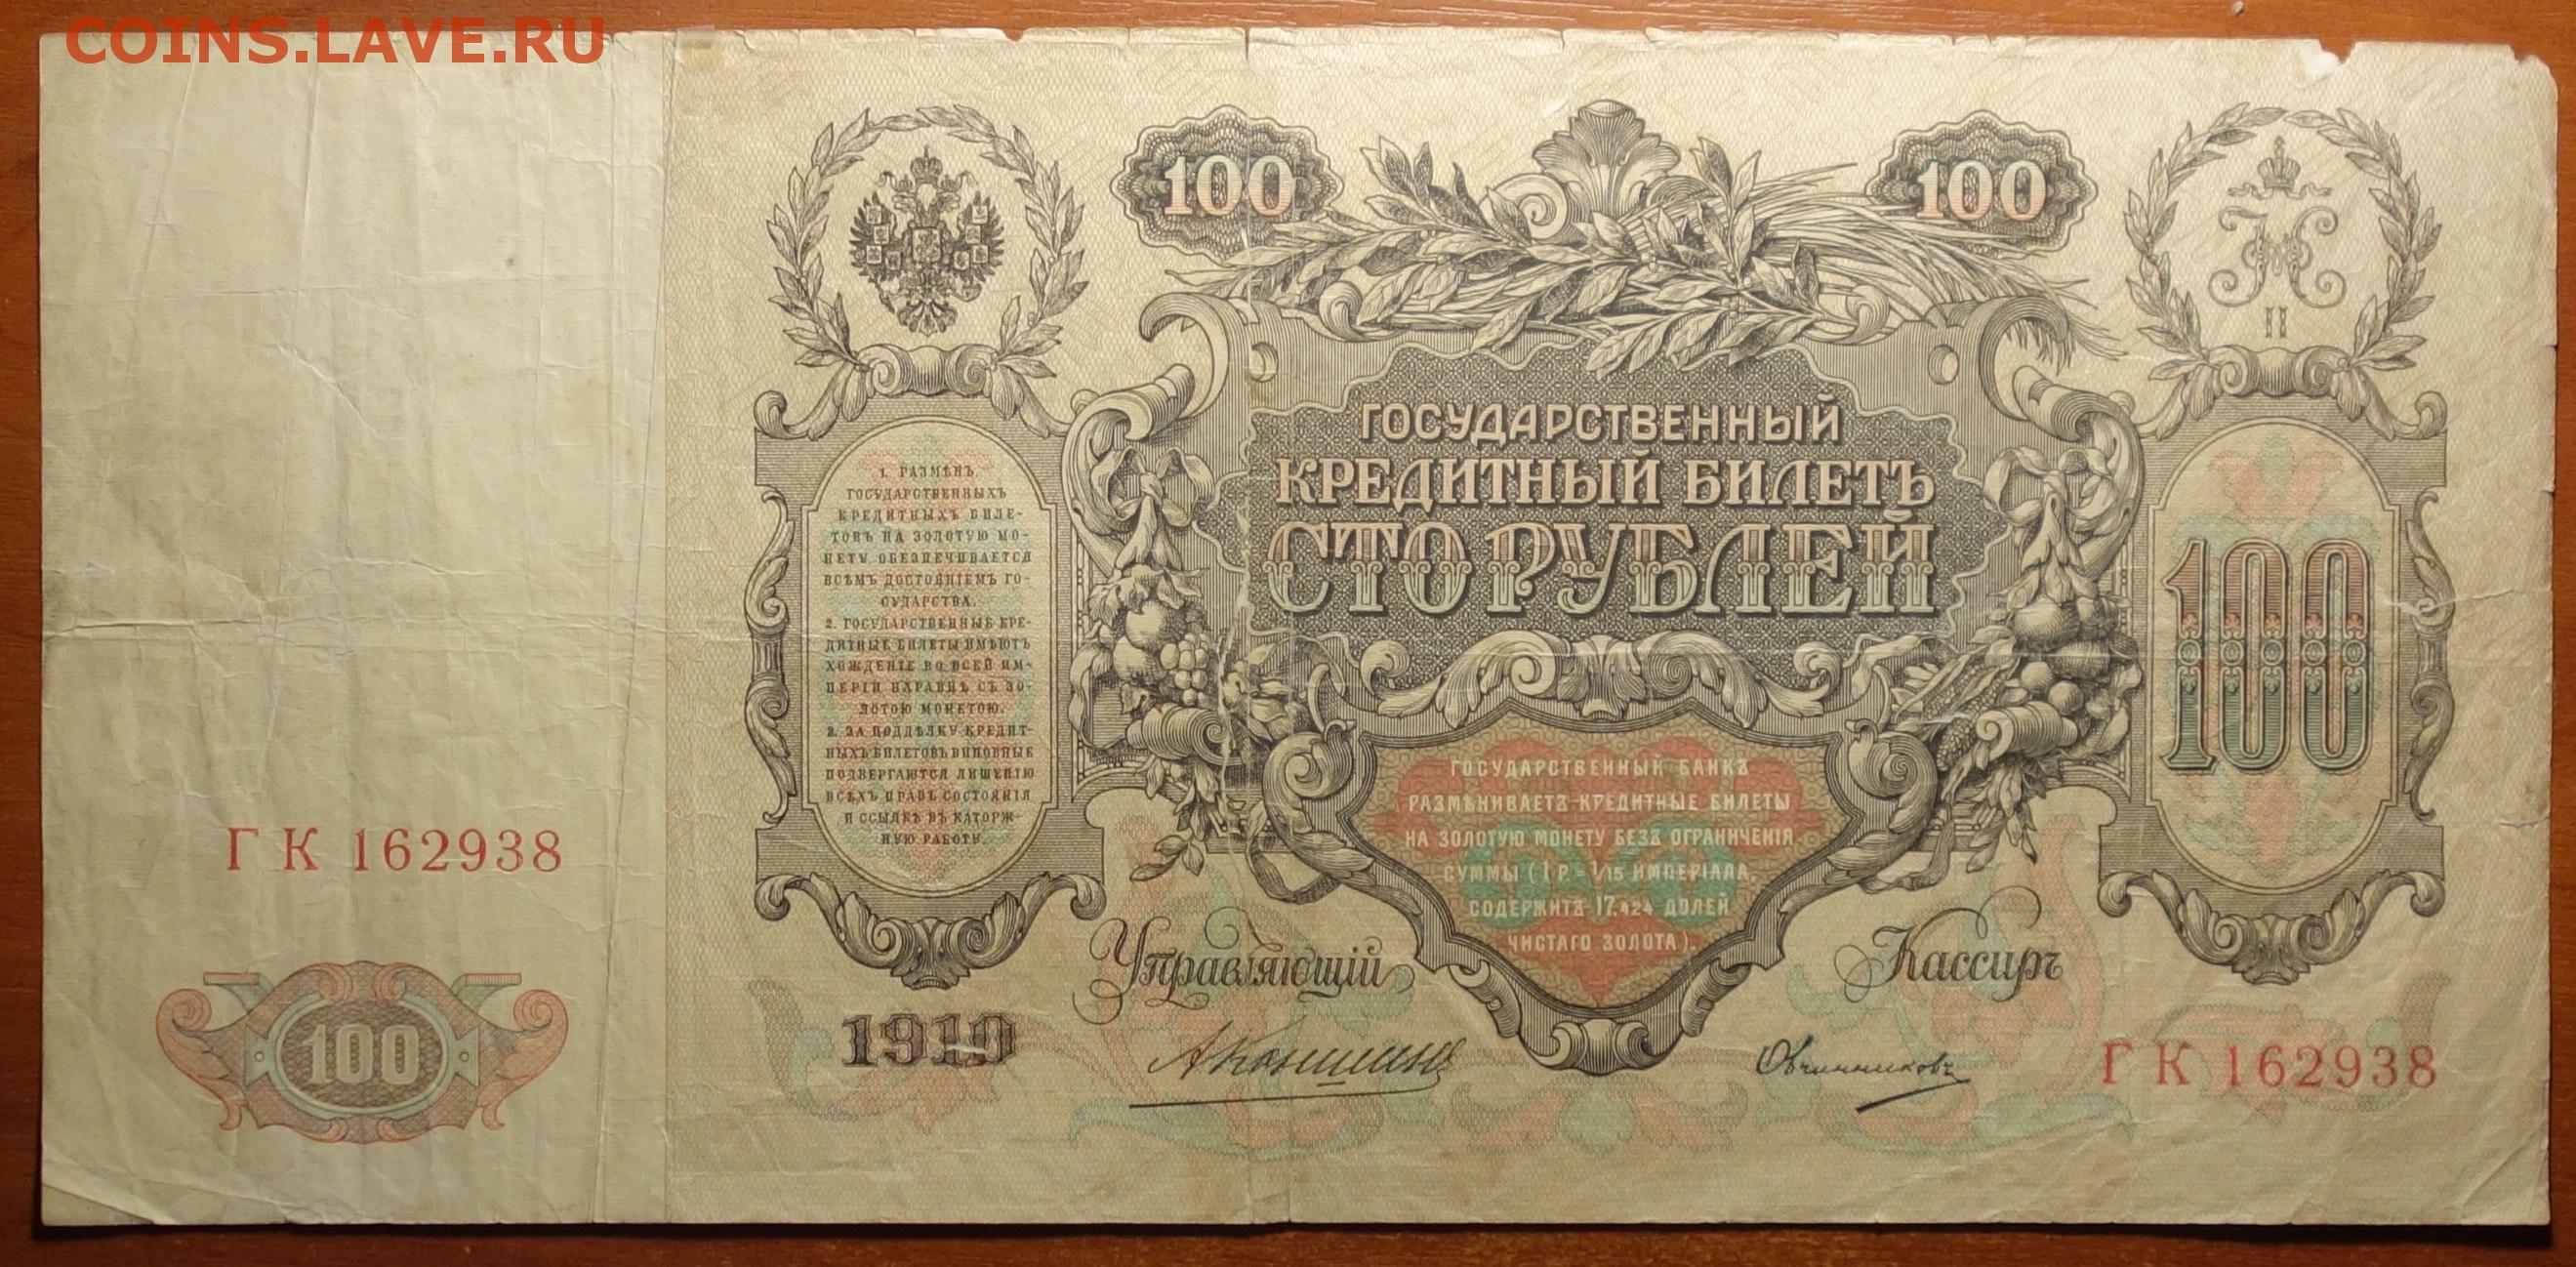 COINS.LAVE.RU
100
100
II
ГОСУДАРСТВЕННЫЙ
КРЕДИТНЫЙ БИЛЕТЪ
СТО РУБЛЕЙ
1. РАЗМѢНЪ
ГОСУДАРСТВЕННЫХЪ
КРЕДИТНЫХЪ БИЛЕ-
ТОВЪ НА ЗОЛОТУЮ МО-
НЕТУ ОБЕЗПЕЧИВАЕТСЯ
ВСѢМЪ ДОСТОЯНІЕМЪ ГО-
СУДАРСТВА.
2. ГОСУДАРСТВЕННЫЕ КРЕ-
ДИТНЫЕ БИЛЕТЫ ИМѢЮТЪ
ХОЖДЕНІЕ ВО ВСЕЙ ИМ-
ПЕРІИ НАРАВНѢ СЪ ЗО-
ЛОТОЮ МОНЕТОЮ.
3. ЗА ПОДДѢЛКУ КРЕДИТ-
НЫХЪ БИЛЕТОВЪ ВИНОВНЫЕ
ПОДВЕРГАЮТСЯ ЛИШЕНІЮ
ВСѢХЪ ПРАВЪ СОСТОЯНІЯ
И ССЫЛКѢ ВЪ КАТОРЖ-
НУЮ РАБОТУ.
100
ГОСУДАРСТВЕННЫЙ БАНКЪ
РАЗМѢНИВАЕТЪ КРЕДИТНЫЕ БИЛЕТЫ
НА ЗОЛОТУЮ МОНЕТУ БЕЗЪ ОГРАНИЧЕНІЯ
СУММЫ (1 Р = 1/15 ИМПЕРІАЛА,
СОДЕРЖИТЪ 17,424 ДОЛЕЙ
ЧИСТАГО ЗОЛОТА).
ГК 162938
100
Управляющій
Кассиръ
1910
АКоншинъ
Овчинниковъ
ГК 162938